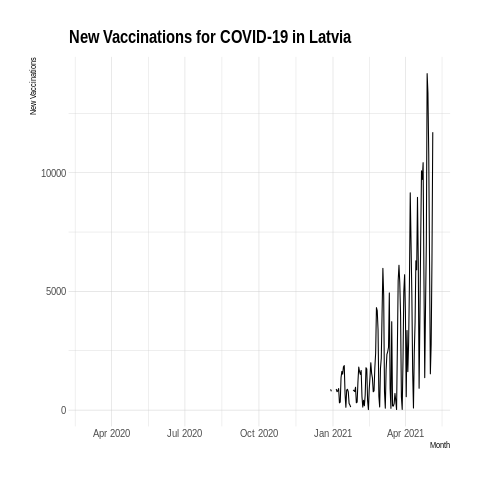 New Vaccinations for COVID-19 in Latvia
New Vaccinations
10000
5000
0
Apr 2020 Jul 2020 Oct 2020 Jan 2021 Apr 2021
Month